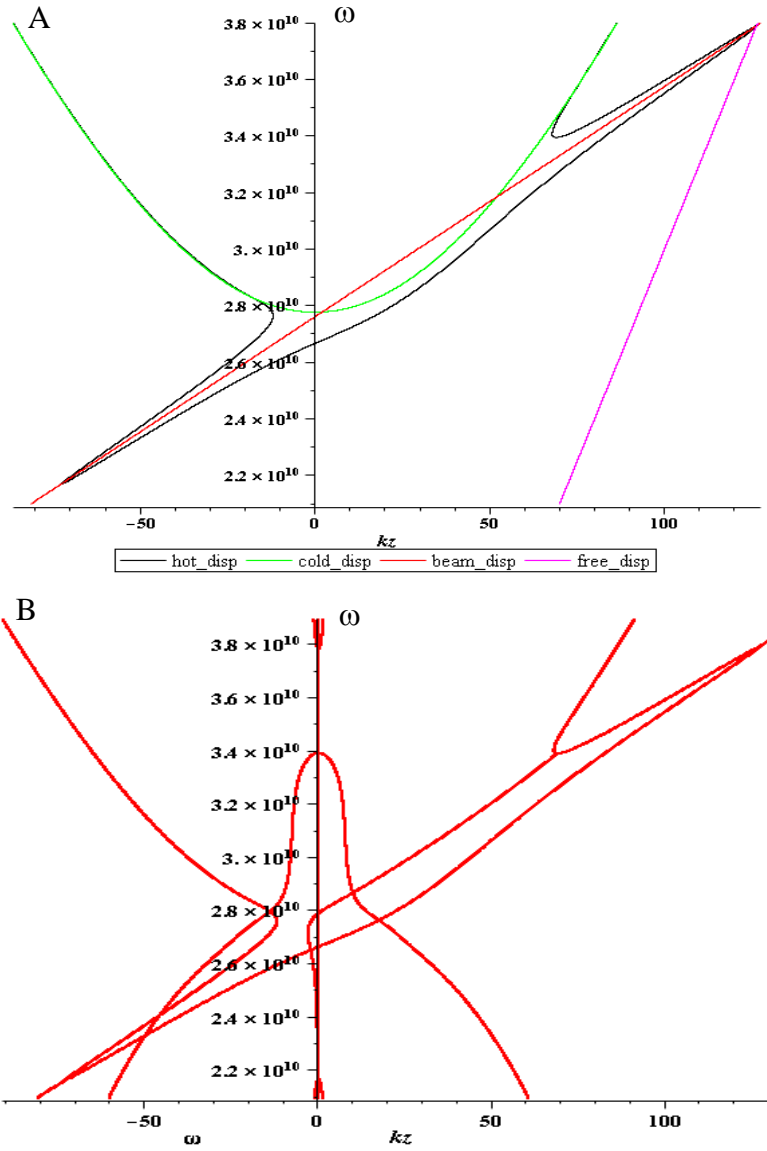 A
ω
3.8 × 10¹⁰
3.6 × 10¹⁰
3.4 × 10¹⁰
3.2 × 10¹⁰
3. × 10¹⁰
2.8 × 10¹⁰
2.6 × 10¹⁰
2.4 × 10¹⁰
2.2 × 10¹⁰
−50 0 50 100
kz
hot_disp cold_disp beam_disp free_disp
B
ω
3.8 × 10¹⁰
3.6 × 10¹⁰
3.4 × 10¹⁰
3.2 × 10¹⁰
3. × 10¹⁰
2.8 × 10¹⁰
2.6 × 10¹⁰
2.4 × 10¹⁰
2.2 × 10¹⁰
−50 0 50 100
ω kz